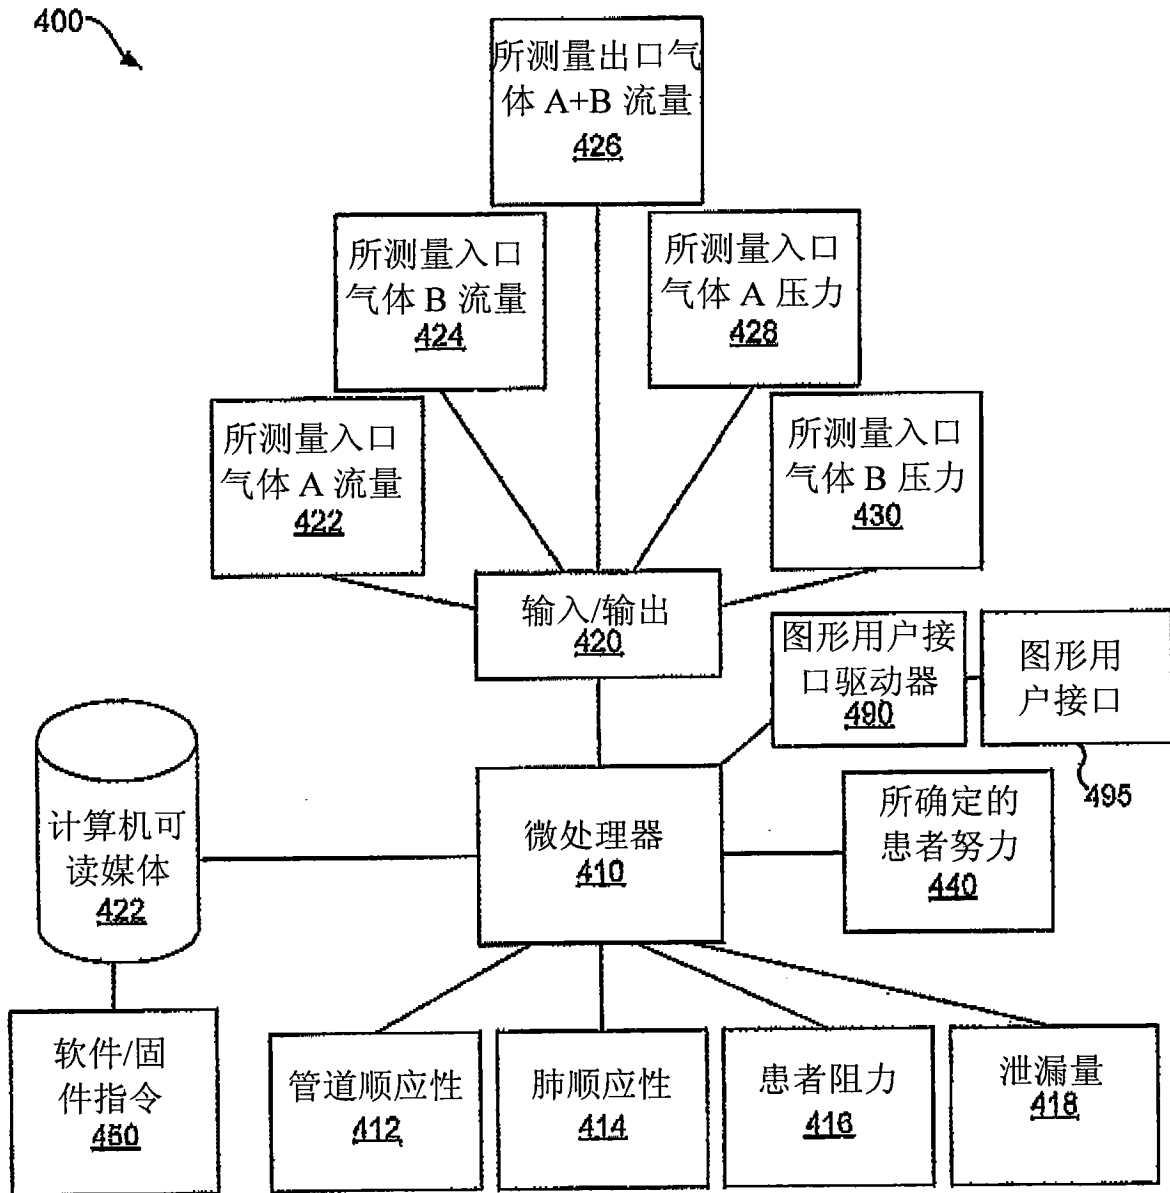 400
所测量出口气
体 A+B 流量
426
所测量入口
气体 B 流量
424
所测量入口
气体 A 压力
428
所测量入口
气体 A 流量
422
所测量入口
气体 B 压力
430
输入/输出
420
图形用户接
口驱动器
490
图形用
户接口
495
计算机可
读媒体
422
微处理器
410
所确定的
患者努力
440
软件/固
件指令
450
管道顺应性
412
肺顺应性
414
患者阻力
416
泄漏量
418